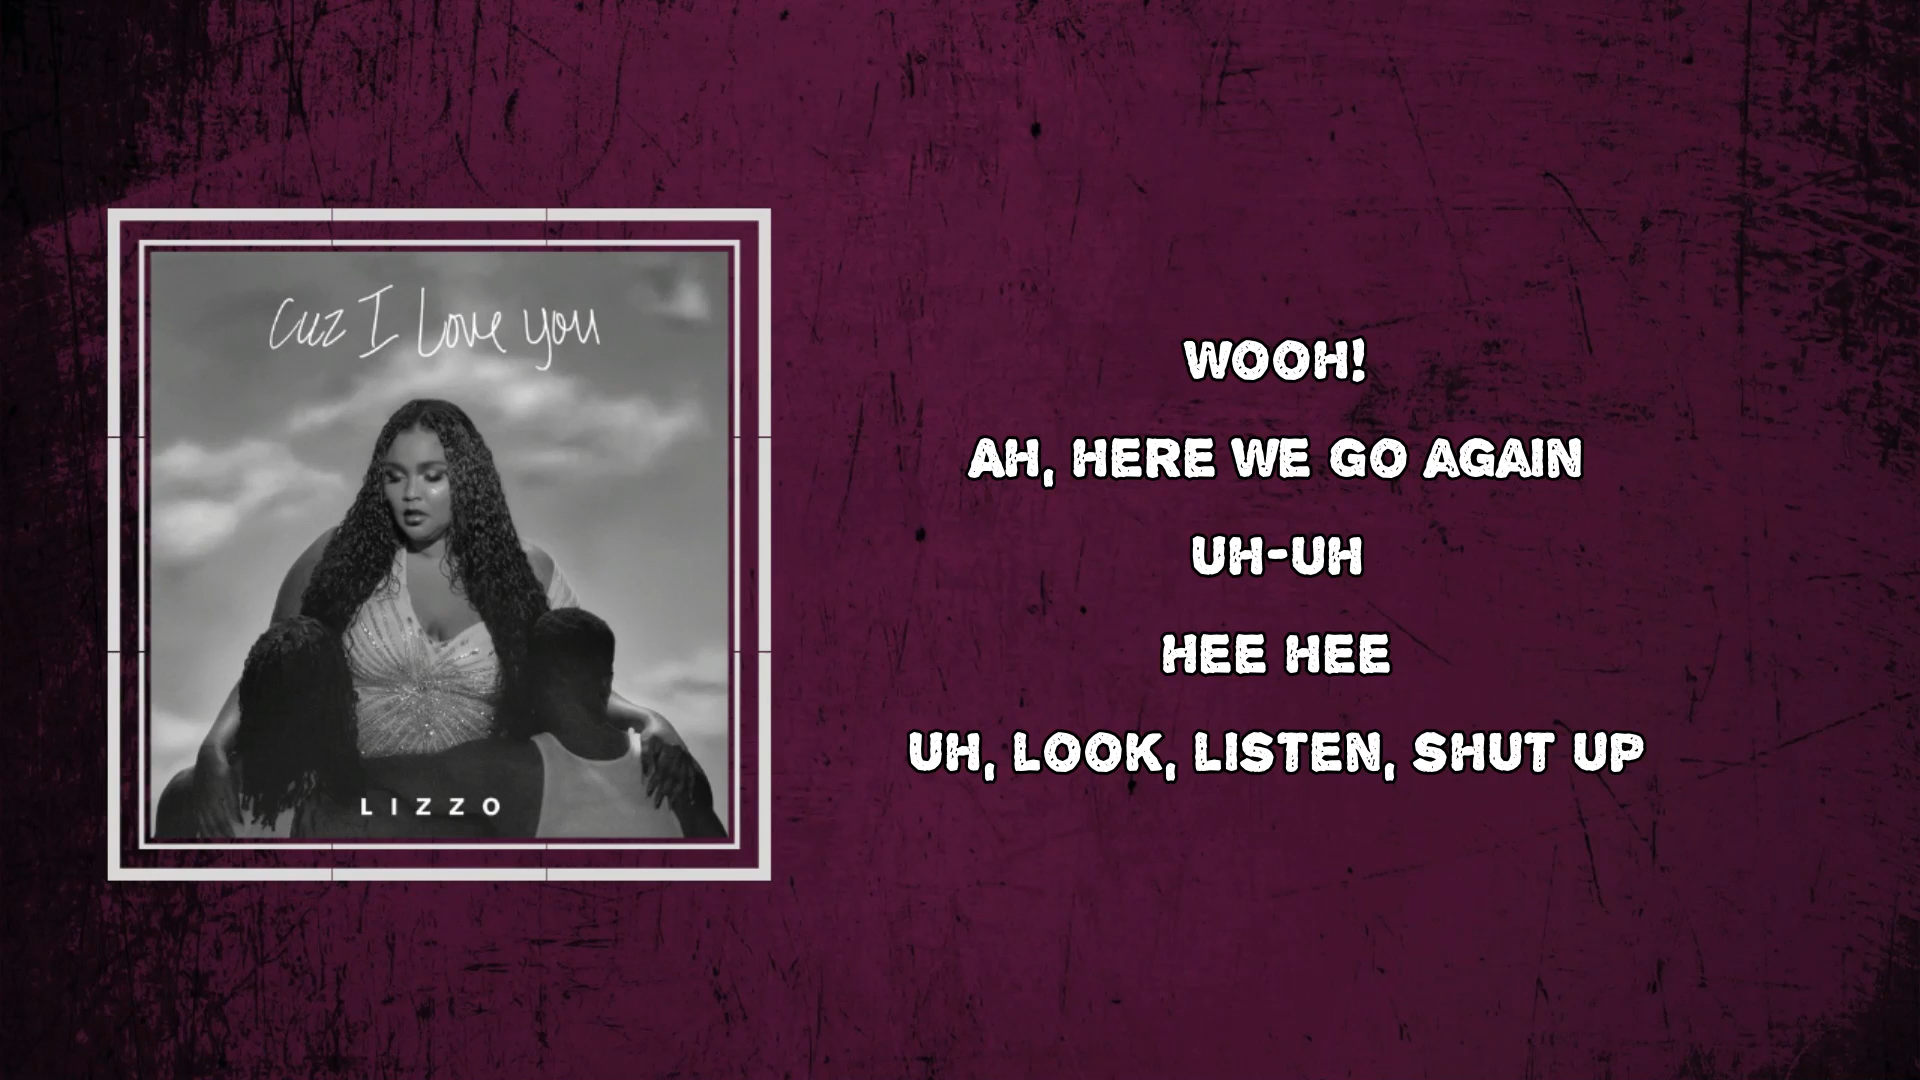 Cuz I Love you
LIZZO
WOOH!
AH, HERE WE GO AGAIN
UH-UH
HEE HEE
UH, LOOK, LISTEN, SHUT UP